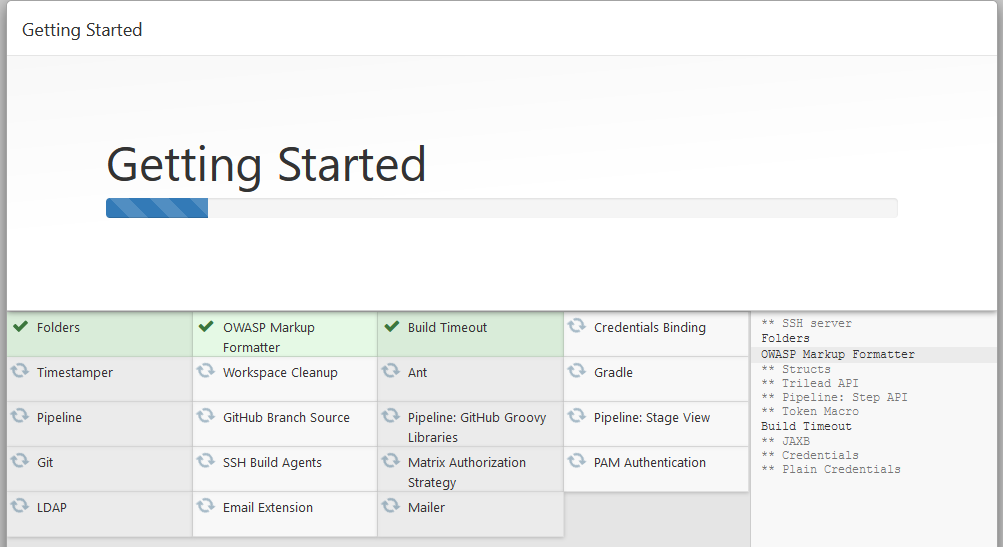 Getting Started
Getting Started
Folders
OWASP Markup
Formatter
Build Timeout
Credentials Binding
Timestamper
Workspace Cleanup
Ant
Gradle
Pipeline
GitHub Branch Source
Pipeline: GitHub Groovy
Libraries
Pipeline: Stage View
Git
SSH Build Agents
Matrix Authorization
Strategy
PAM Authentication
LDAP
Email Extension
Mailer
** SSH server
Folders
OWASP Markup Formatter
** Structs
** Trilead API
** Pipeline: Step API
** Token Macro
Build Timeout
** JAXB
** Credentials
** Plain Credentials